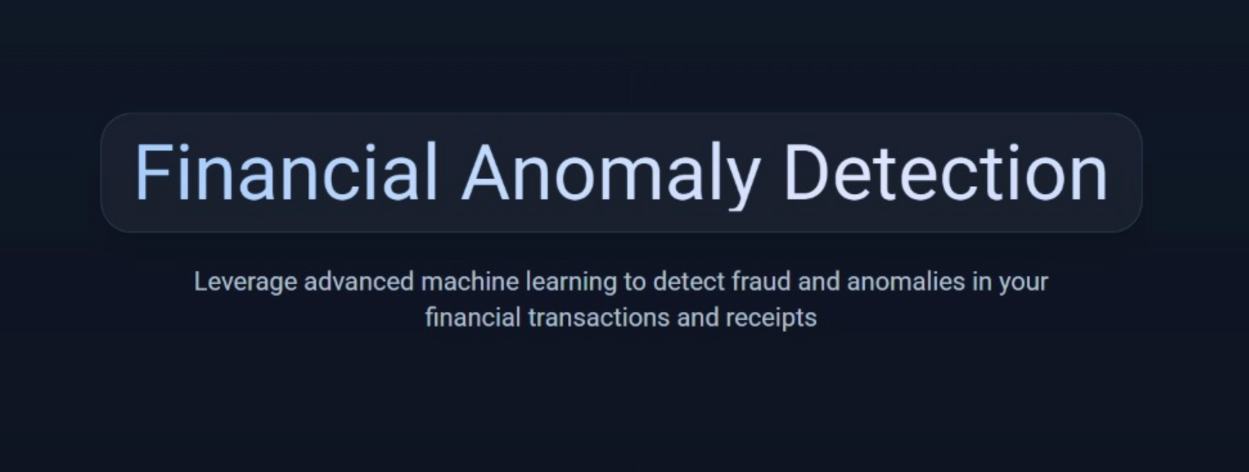 Financial Anomaly Detection
Leverage advanced machine learning to detect fraud and anomalies in your
financial transactions and receipts